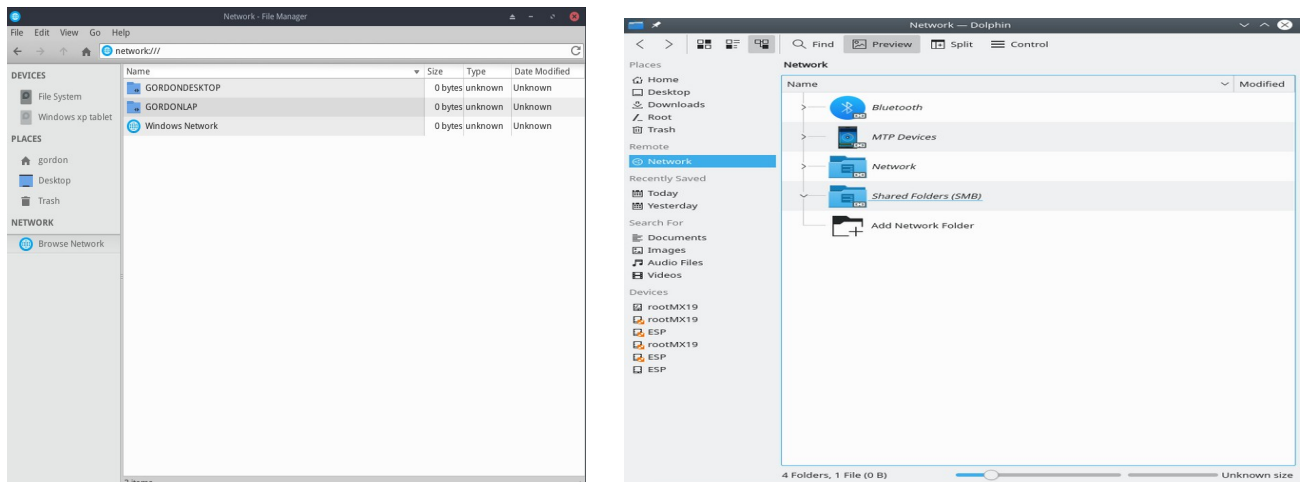 Network - File Manager
File Edit View Go Help
network:///
DEVICES
File System
Windows xp tablet
PLACES
gordon
Desktop
Trash
NETWORK
Browse Network
Name Size Type Date Modified
GORDONDESKTOP 0 bytes unknown Unknown
GORDONLAP 0 bytes unknown Unknown
Windows Network 0 bytes unknown Unknown
Network — Dolphin
Find Preview Split Control
Places
Home
Desktop
Downloads
Root
Trash
Remote
Network
Recently Saved
Today
Yesterday
Search For
Documents
Images
Audio Files
Videos
Devices
rootMX19
rootMX19
ESP
rootMX19
ESP
ESP
Network
Name Modified
Bluetooth
MTP Devices
Network
Shared Folders (SMB)
Add Network Folder
4 Folders, 1 File (0 B) Unknown size